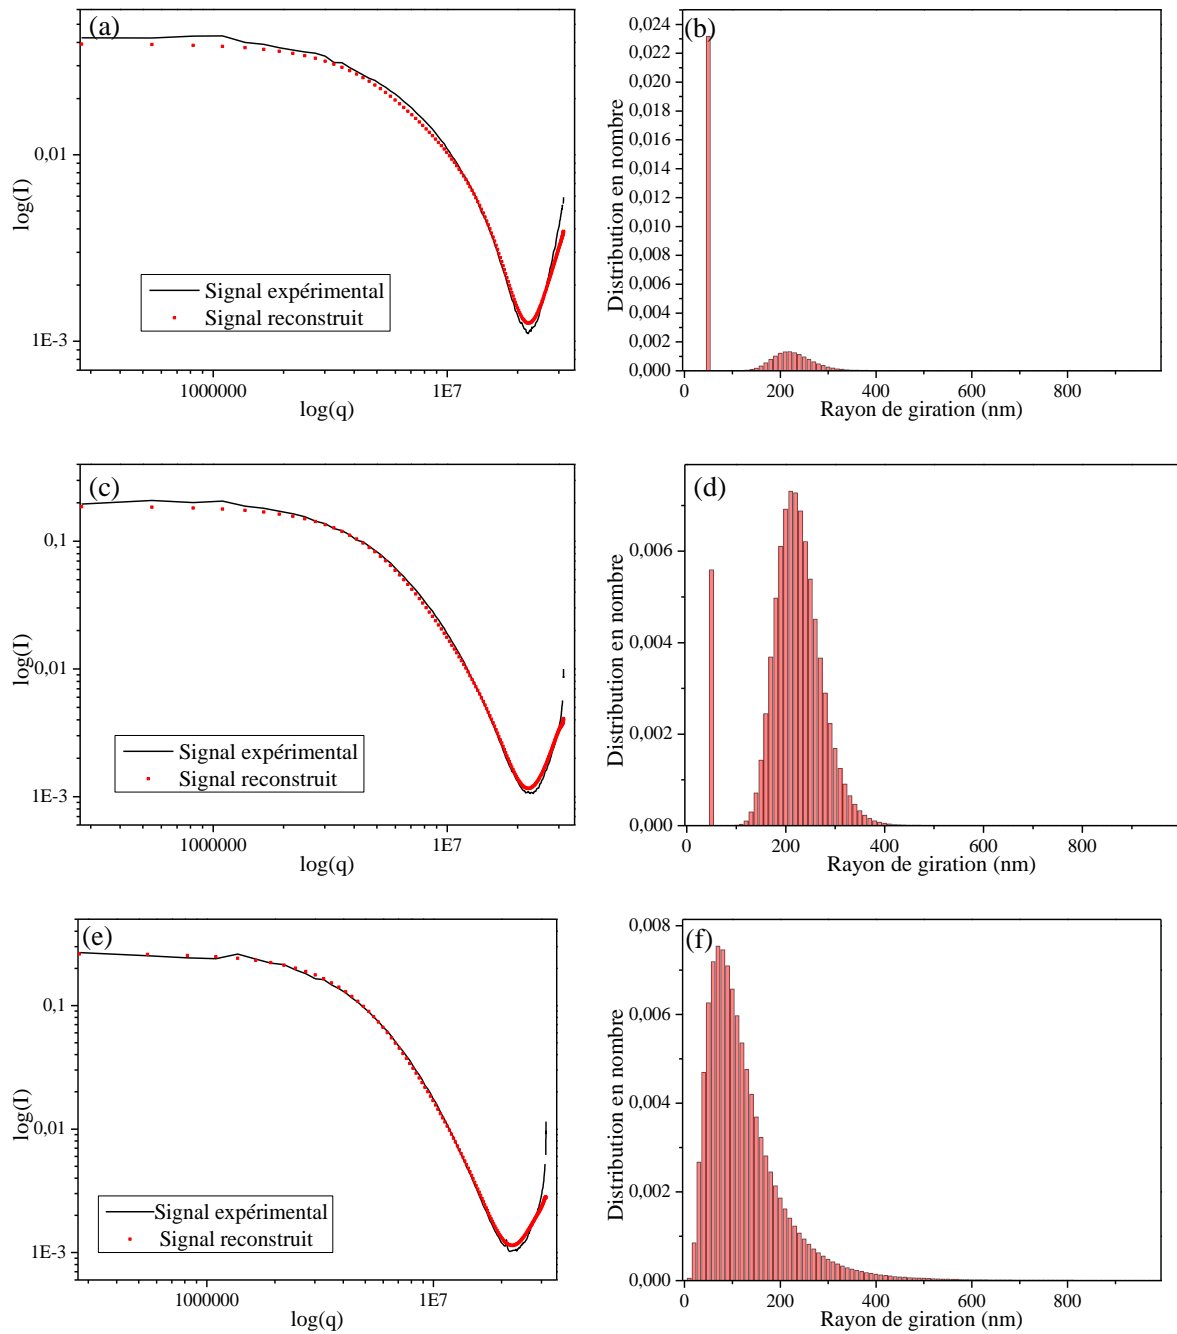 (a)
0,01
1E-3
log(I)
Signal expérimental
Signal reconstruit
1000000
1E7
log(q)
(b)
0,024
0,022
0,020
0,018
0,016
0,014
0,012
0,010
0,008
0,006
0,004
0,002
0,000
Distribution en nombre
0
200
400
600
800
Rayon de giration (nm)
(c)
0,1
0,01
1E-3
log(I)
Signal expérimental
Signal reconstruit
1000000
1E7
log(q)
(d)
0,006
0,004
0,002
0,000
Distribution en nombre
0
200
400
600
800
Rayon de giration (nm)
(e)
0,1
0,01
1E-3
log(I)
Signal expérimental
Signal reconstruit
1000000
1E7
log(q)
(f)
0,008
0,006
0,004
0,002
0,000
Distribution en nombre
0
200
400
600
800
Rayon de giration (nm)